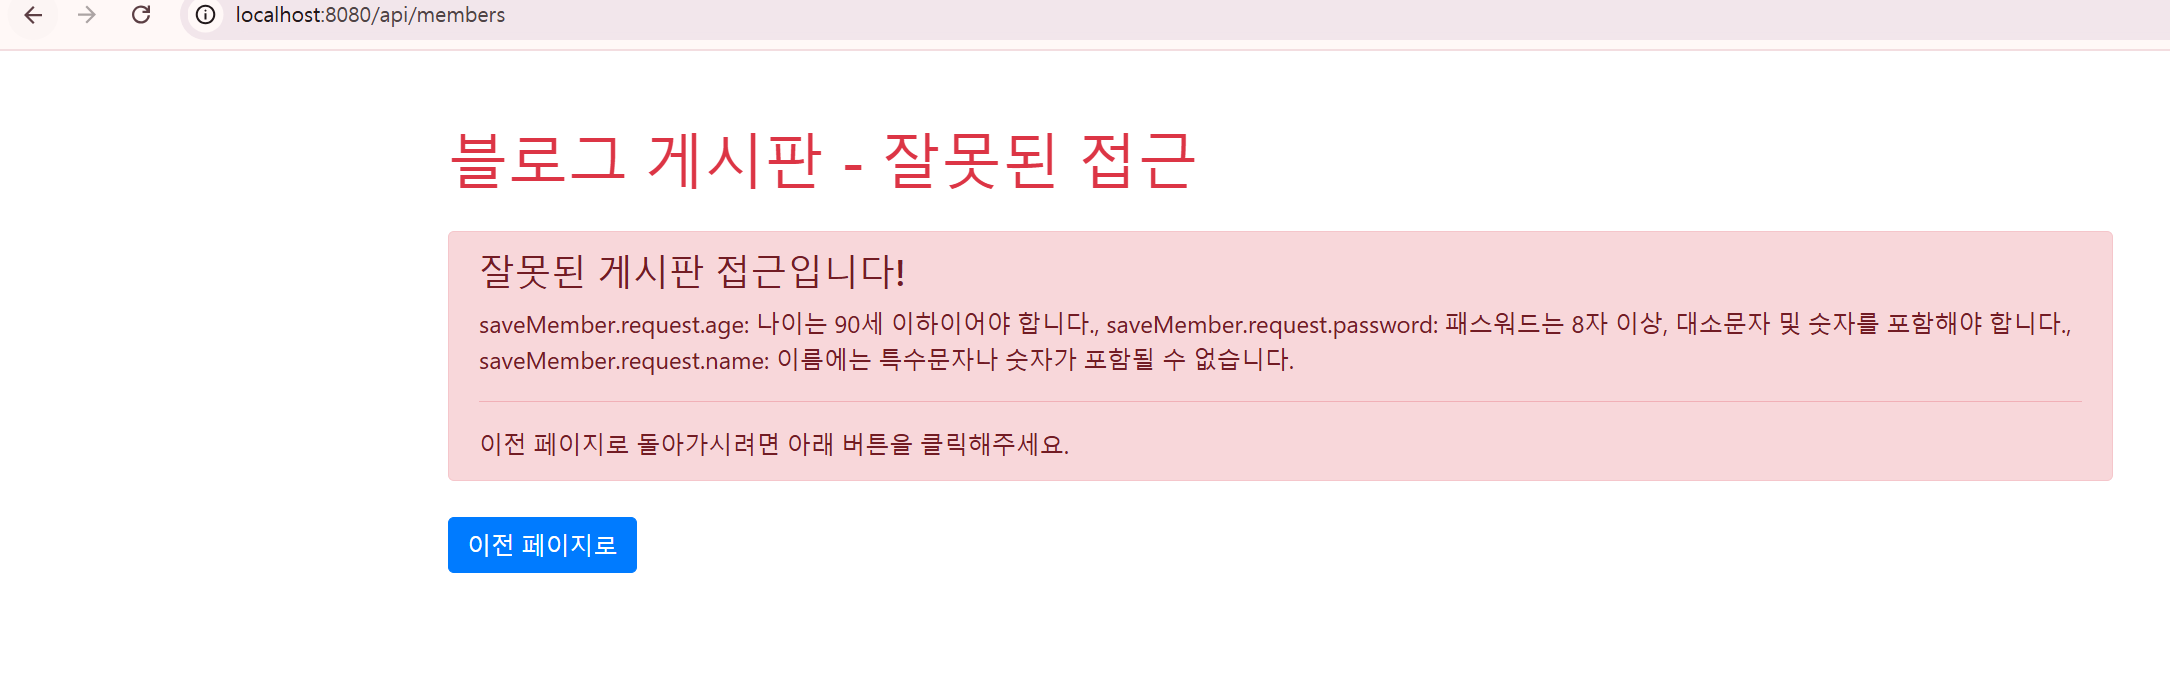 localhost:8080/api/members
블로그 게시판 - 잘못된 접근
잘못된 게시판 접근입니다!
saveMember.request.age: 나이는 90세 이하이어야 합니다., saveMember.request.password: 패스워드는 8자 이상, 대소문자 및 숫자를 포함해야 합니다.,
saveMember.request.name: 이름에는 특수문자나 숫자가 포함될 수 없습니다.
이전 페이지로 돌아가시려면 아래 버튼을 클릭해주세요.
이전 페이지로